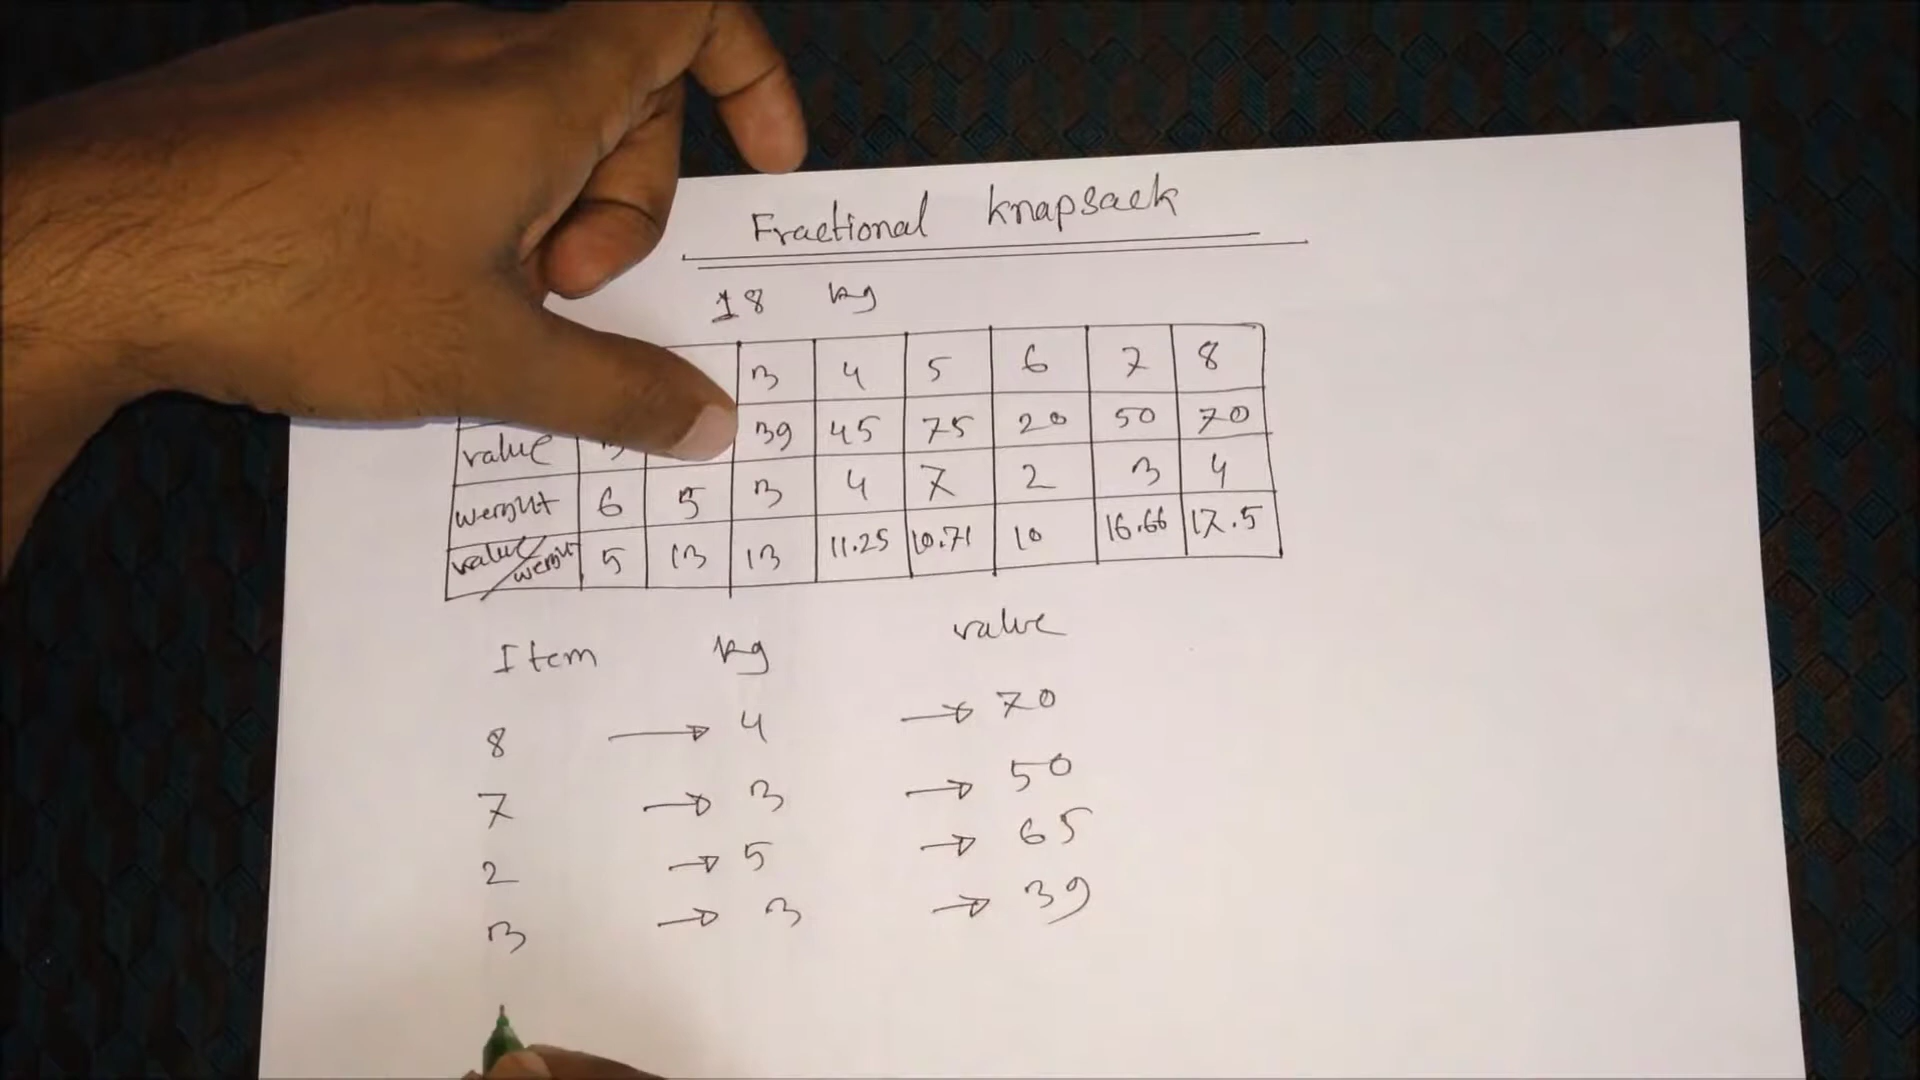 Fractional knapsack
18 kg
3 4 5 6 7 8
value 39 45 75 20 50 70
weight 6 5 3 4 7 2 3 4
value/weight 5 13 13 11.25 10.71 10 16.66 17.5
Item kg value
8 → 4 → 70
7 → 3 → 50
2 → 5 → 65
3 → 3 → 39